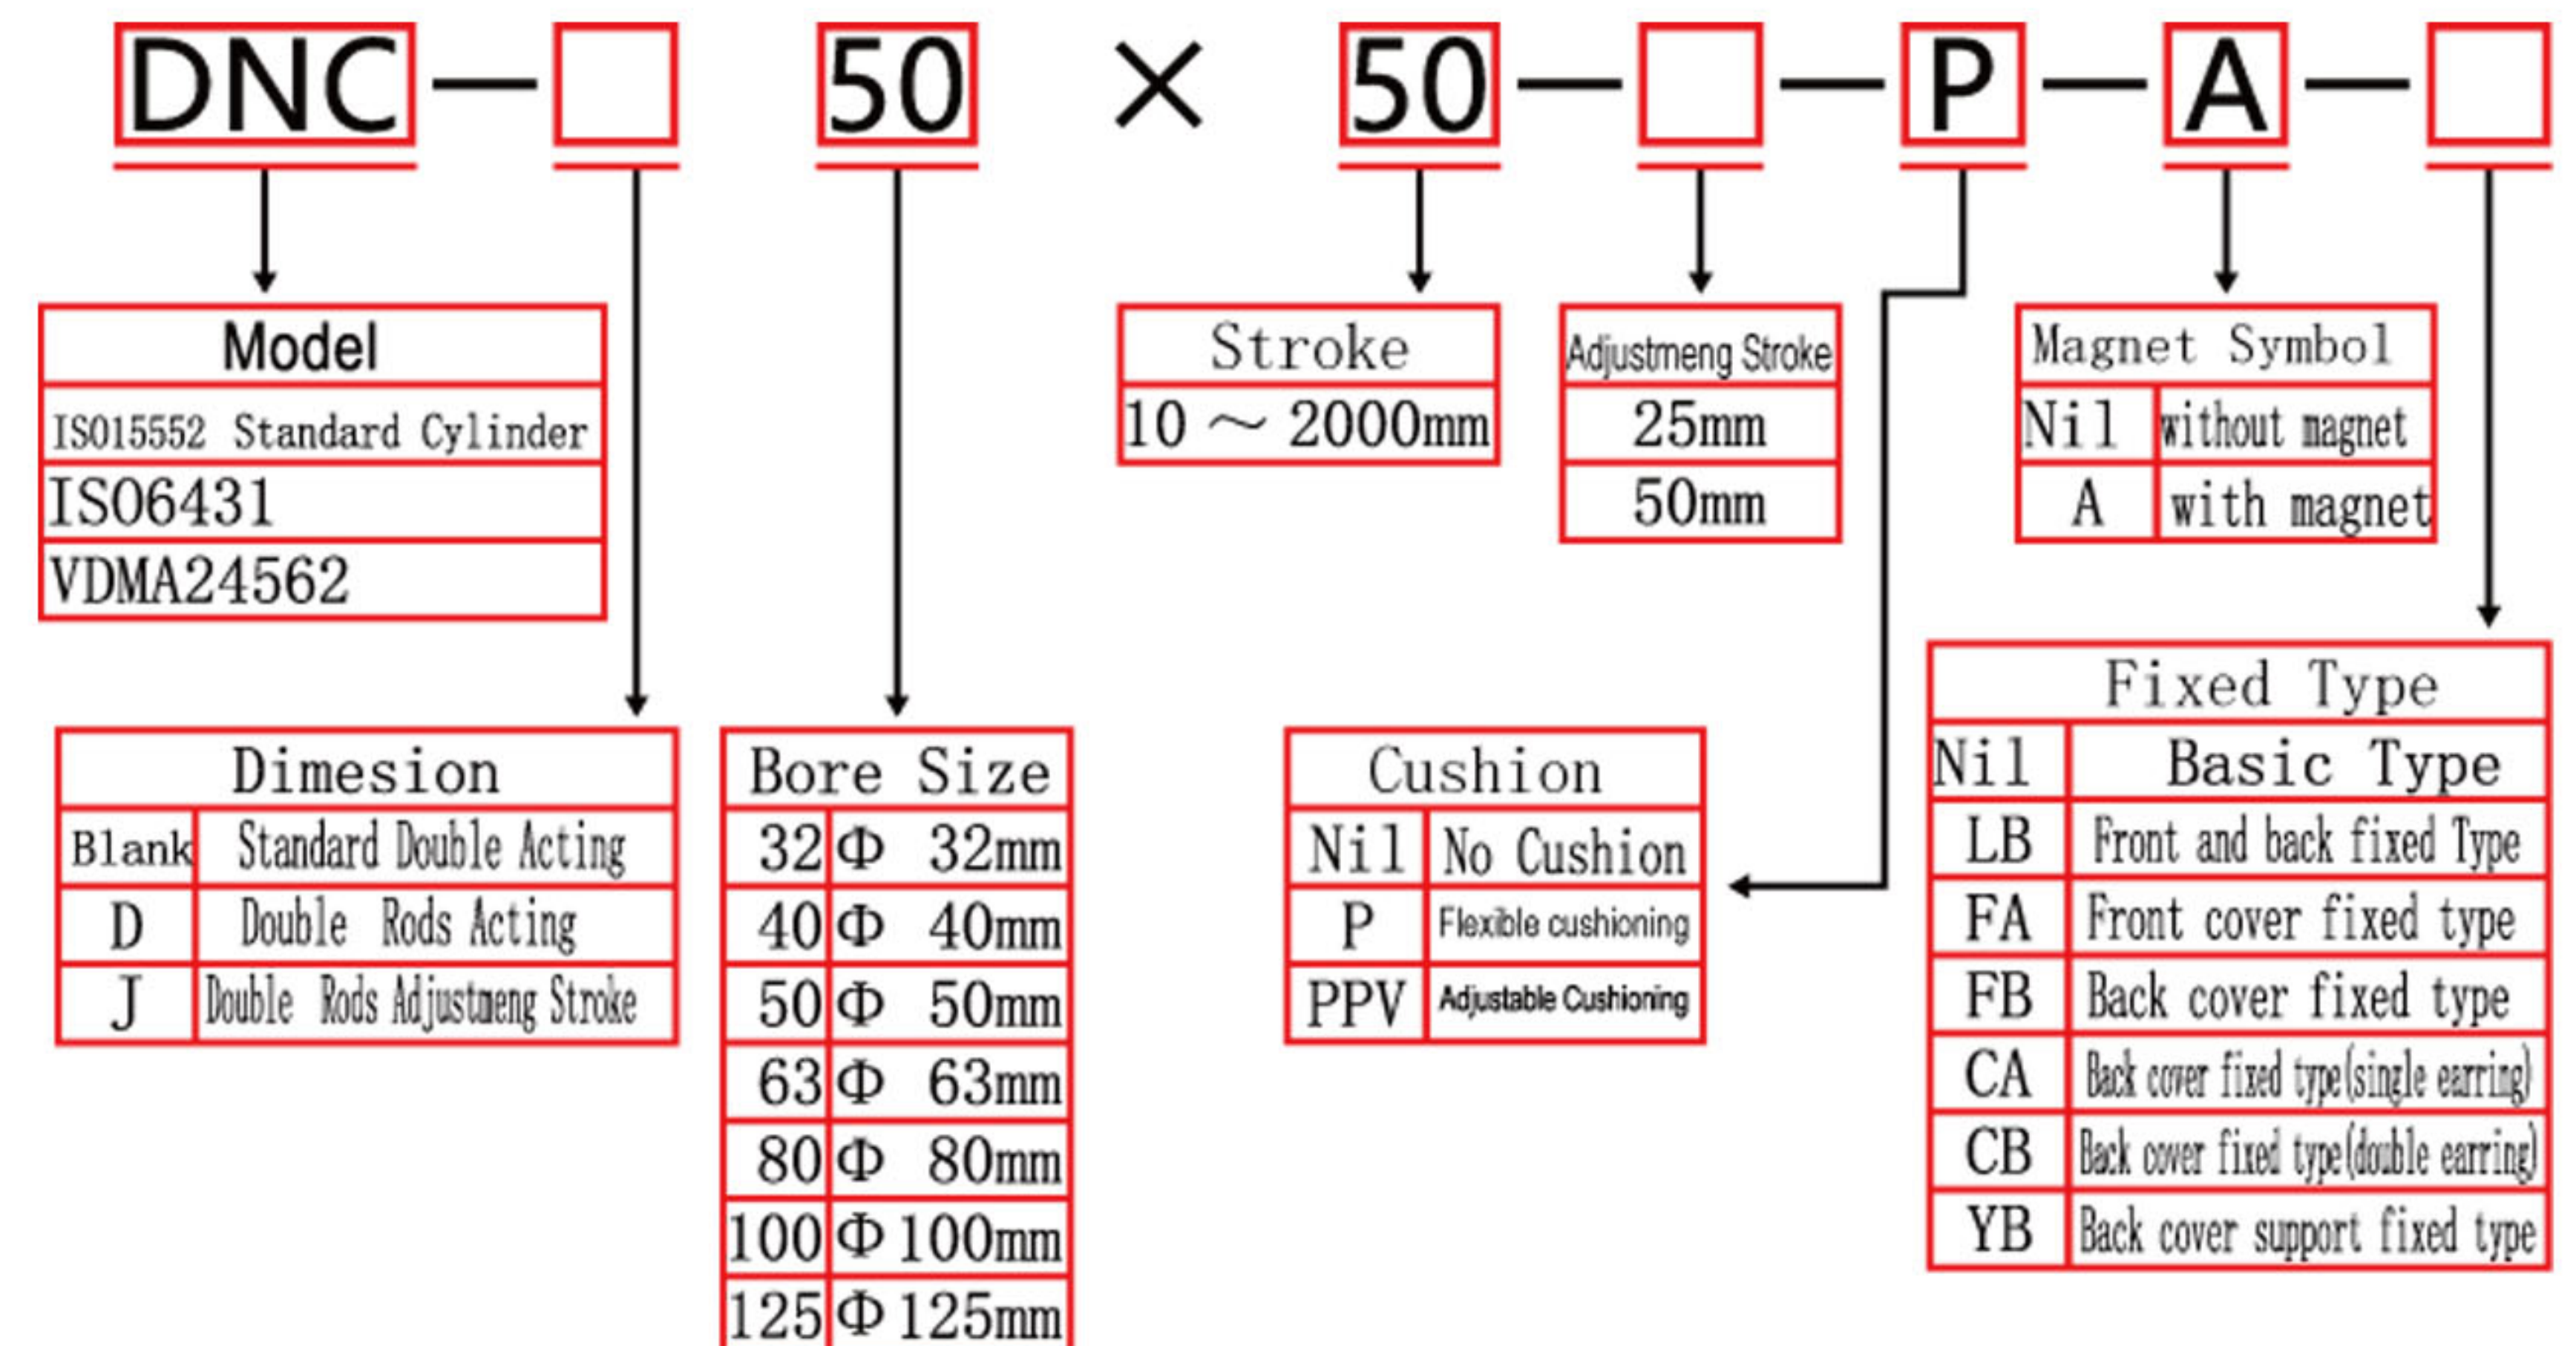 DNC — 50 × 50 — — P — A —
Model
ISO15552 Standard Cylinder
ISO6431
VDMA24562
Stroke
10 ～ 2000mm
Adjustmeng Stroke
25mm
50mm
Magnet Symbol
Nil without magnet
A with magnet
Dimesion
Blank Standard Double Acting
D Double Rods Acting
J Double Rods Adjustmeng Stroke
Bore Size
32 Φ 32mm
40 Φ 40mm
50 Φ 50mm
63 Φ 63mm
80 Φ 80mm
100 Φ 100mm
125 Φ 125mm
Cushion
Nil No Cushion
P Flexible cushioning
PPV Adjustable Cushioning
Fixed Type
Nil Basic Type
LB Front and back fixed Type
FA Front cover fixed type
FB Back cover fixed type
CA Back cover fixed type(single earring)
CB Back cover fixed type(double earring)
YB Back cover support fixed type